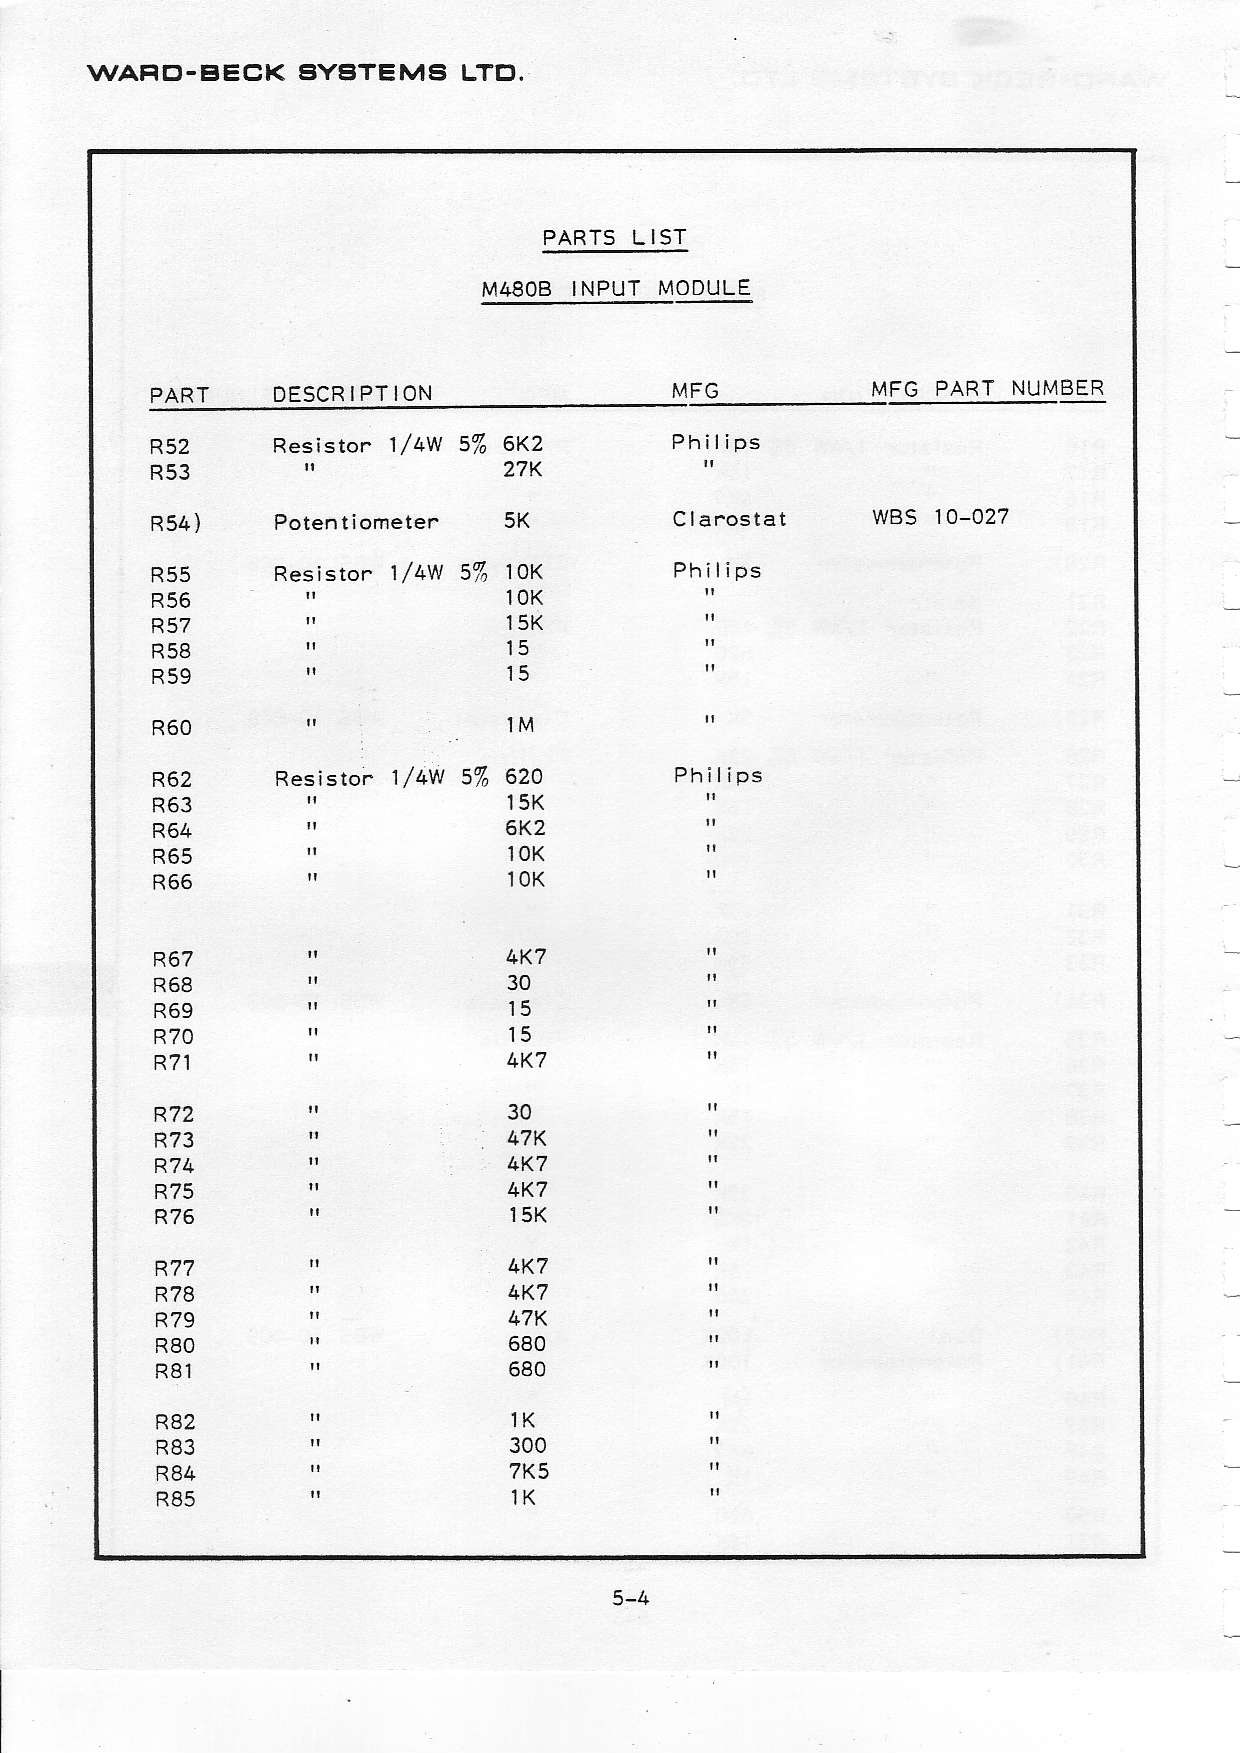 WARD-BECK SYSTEMS LTD.
PARTS LIST
M480B INPUT MODULE
PART DESCRIPTION MFG MFG PART NUMBER
R52 Resistor 1/4W 5% 6K2 Philips
R53 " 27K "
R54) Potentiometer 5K Clarostat WBS 10-027
R55 Resistor 1/4W 5% 10K Philips
R56 " 10K "
R57 " 15K "
R58 " 15 "
R59 " 15 "
R60 " 1M "
R62 Resistor 1/4W 5% 620 Philips
R63 " 15K "
R64 " 6K2 "
R65 " 10K "
R66 " 10K "
R67 " 4K7 "
R68 " 30 "
R69 " 15 "
R70 " 15 "
R71 " 4K7 "
R72 " 30 "
R73 " 47K "
R74 " 4K7 "
R75 " 4K7 "
R76 " 15K "
R77 " 4K7 "
R78 " 4K7 "
R79 " 47K "
R80 " 680 "
R81 " 680 "
R82 " 1K "
R83 " 300 "
R84 " 7K5 "
R85 " 1K "
5-4